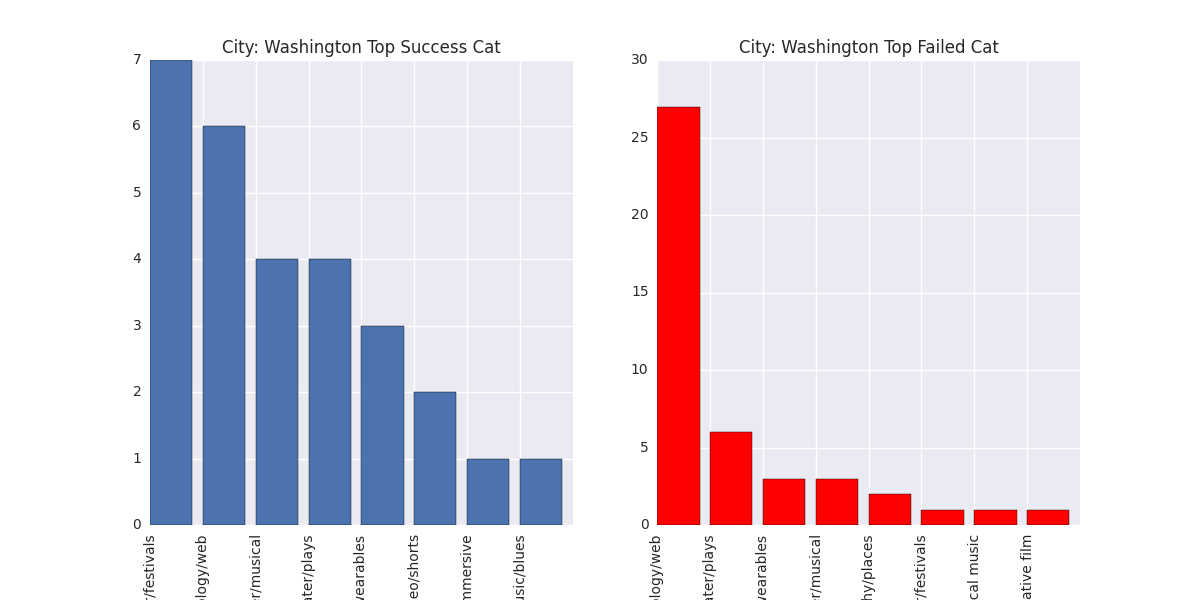 City: Washington Top Success Cat
7
6
5
4
3
2
1
0
r/festivals
ology/web
er/musical
ater/plays
wearables
eo/shorts
mmersive
usic/blues
City: Washington Top Failed Cat
30
25
20
15
10
5
0
ology/web
ater/plays
wearables
er/musical
hy/places
r/festivals
cal music
ative film